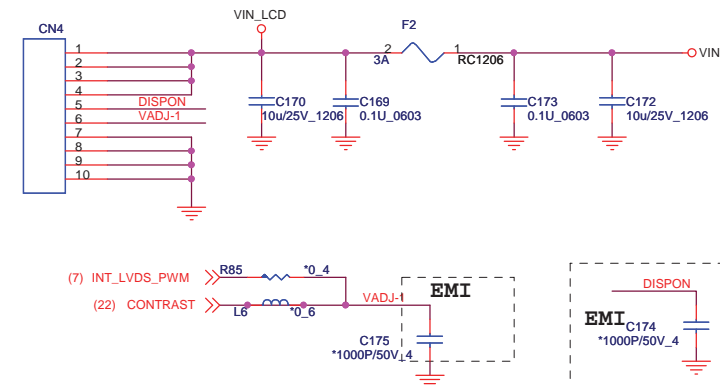 VIN_LCD
CN4
F2
1
2
1
VIN
2
3A
RC1206
3
4
C170
C169
C173
C172
5
DISPON
10u/25V_1206
0.1U_0603
0.1U_0603
10u/25V_1206
6
VADJ-1
7
8
9
10
(7) INT_LVDS_PWM
R85
*0_4
DISPON
VADJ-1
EMI
(22) CONTRAST
L6
*0_6
EMI
C174
*1000P/50V_4
C175
*1000P/50V_4